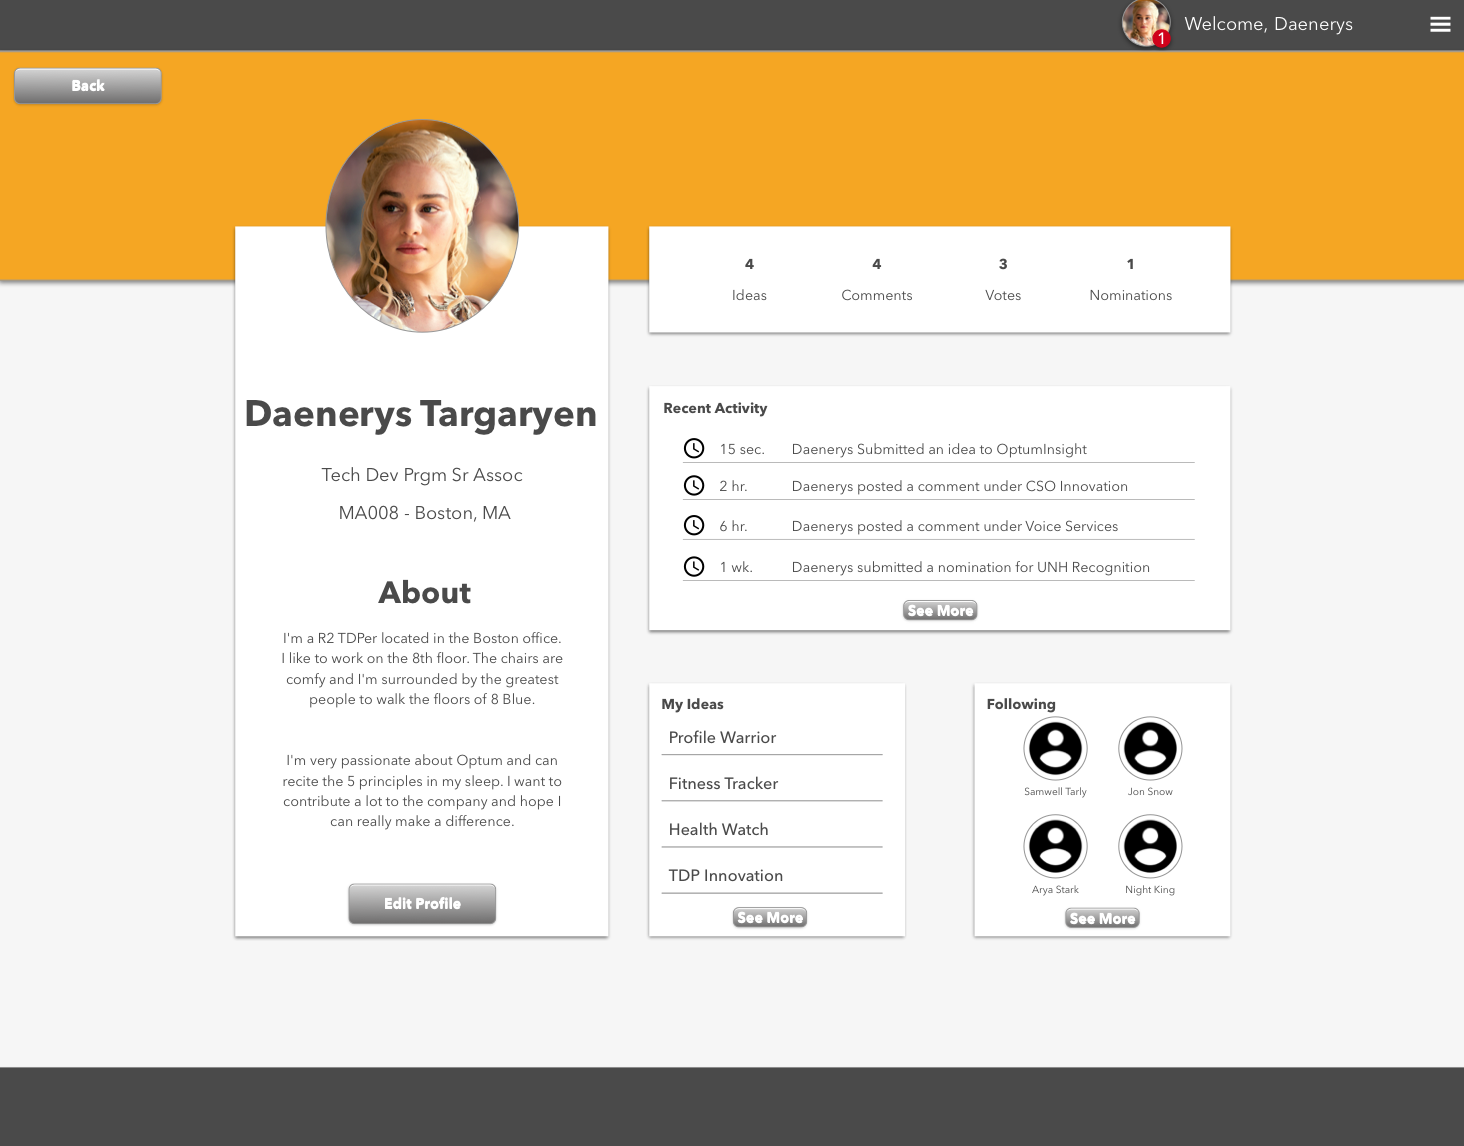 1
Welcome, Daenerys
Back
Daenerys Targaryen
Tech Dev Prgm Sr Assoc
MA008 - Boston, MA
About
I'm a R2 TDPer located in the Boston office.
I like to work on the 8th floor. The chairs are
comfy and I'm surrounded by the greatest
people to walk the floors of 8 Blue.
I'm very passionate about Optum and can
recite the 5 principles in my sleep. I want to
contribute a lot to the company and hope I
can really make a difference.
Edit Profile
4 4 3 1
Ideas Comments Votes Nominations
Recent Activity
15 sec. Daenerys Submitted an idea to OptumInsight
2 hr. Daenerys posted a comment under CSO Innovation
6 hr. Daenerys posted a comment under Voice Services
1 wk. Daenerys submitted a nomination for UNH Recognition
See More
My Ideas
Profile Warrior
Fitness Tracker
Health Watch
TDP Innovation
See More
Following
Samwell Tarly Jon Snow
Arya Stark Night King
See More